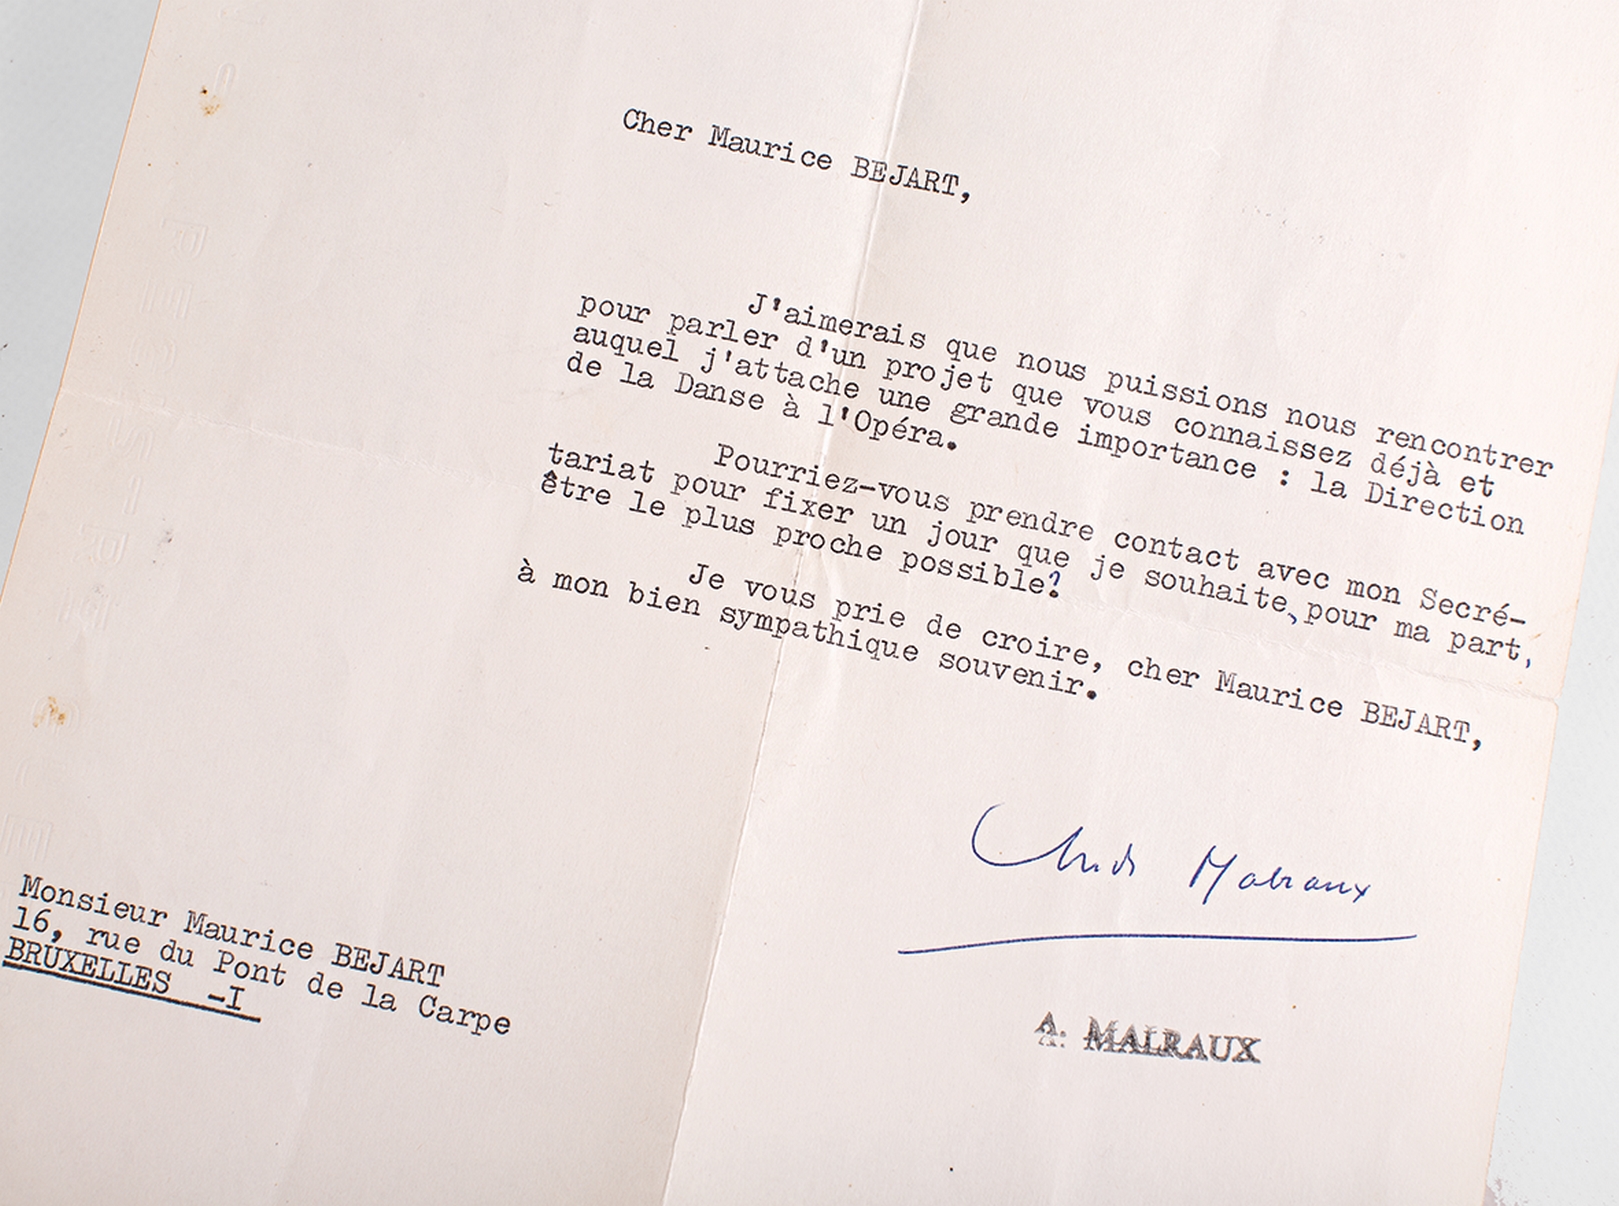 Cher Maurice BEJART,
J'aimerais que nous puissions nous rencontrer
pour parler d'un projet que vous connaissez déjà et
auquel j'attache une grande importance : la Direction
de la Danse à l'Opéra.
Pourriez-vous prendre contact avec mon Secré-
tariat pour fixer un jour que je souhaite, pour ma part,
être le plus proche possible?
Je vous prie de croire, cher Maurice BEJART,
à mon bien sympathique souvenir.
André Malraux
A. MALRAUX
Monsieur Maurice BEJART
16, rue du Pont de la Carpe
BRUXELLES -I